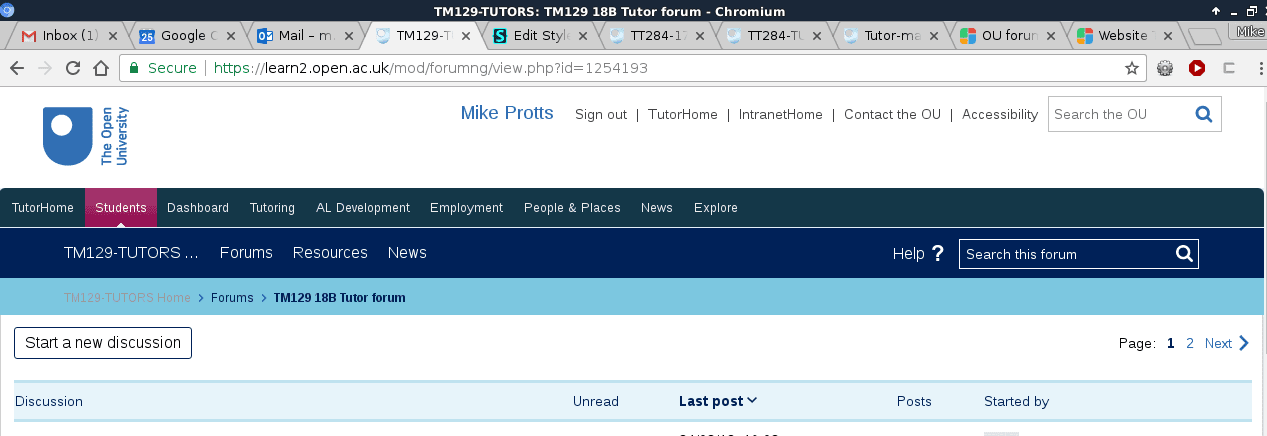 TM129-TUTORS: TM129 18B Tutor forum - Chromium
Inbox (1) Google C Mail – m. TM129-T Edit Style TT284-17 TT284-TU Tutor-ma OU forum Website T Mike
Secure https://learn2.open.ac.uk/mod/forumng/view.php?id=1254193
The Open University
Mike Protts Sign out | TutorHome | IntranetHome | Contact the OU | Accessibility Search the OU
TutorHome Students Dashboard Tutoring AL Development Employment People & Places News Explore
TM129-TUTORS ... Forums Resources News Help ? Search this forum
TM129-TUTORS Home > Forums > TM129 18B Tutor forum
Start a new discussion Page: 1 2 Next
Discussion Unread Last post Posts Started by